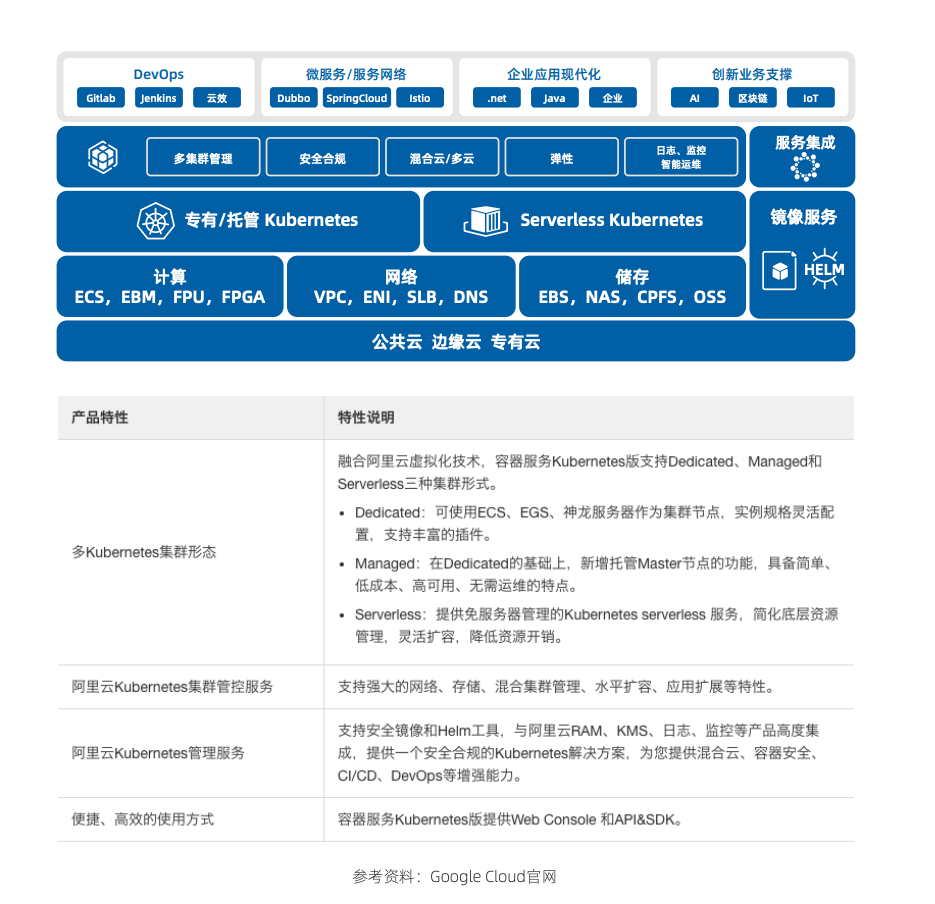 DevOps
Gitlab Jenkins 云效
微服务/服务网络
Dubbo SpringCloud Istio
企业应用现代化
.net Java 企业
创新业务支撑
AI 区块链 IoT
多集群管理 安全合规 混合云/多云 弹性 日志、监控
智能运维
服务集成
专有/托管 Kubernetes
Serverless Kubernetes
镜像服务
HELM
计算
ECS，EBM，FPU，FPGA
网络
VPC，ENI，SLB，DNS
储存
EBS，NAS，CPFS，OSS
公共云 边缘云 专有云
产品特性 特性说明
多Kubernetes集群形态
融合阿里云虚拟化技术，容器服务Kubernetes版支持Dedicated、Managed和
Serverless三种集群形式。
• Dedicated：可使用ECS、EGS、神龙服务器作为集群节点，实例规格灵活配
置，支持丰富的插件。
• Managed：在Dedicated的基础上，新增托管Master节点的功能，具备简单、
低成本、高可用、无需运维的特点。
• Serverless：提供免服务器管理的Kubernetes serverless 服务，简化底层资源
管理，灵活扩容，降低资源开销。
阿里云Kubernetes集群管控服务 支持强大的网络、存储、混合集群管理、水平扩容、应用扩展等特性。
阿里云Kubernetes管理服务
支持安全镜像和Helm工具，与阿里云RAM、KMS、日志、监控等产品高度集
成，提供一个安全合规的Kubernetes解决方案，为您提供混合云、容器安全、
CI/CD、DevOps等增强能力。
便捷、高效的使用方式 容器服务Kubernetes版提供Web Console 和API&SDK。
参考资料：Google Cloud官网